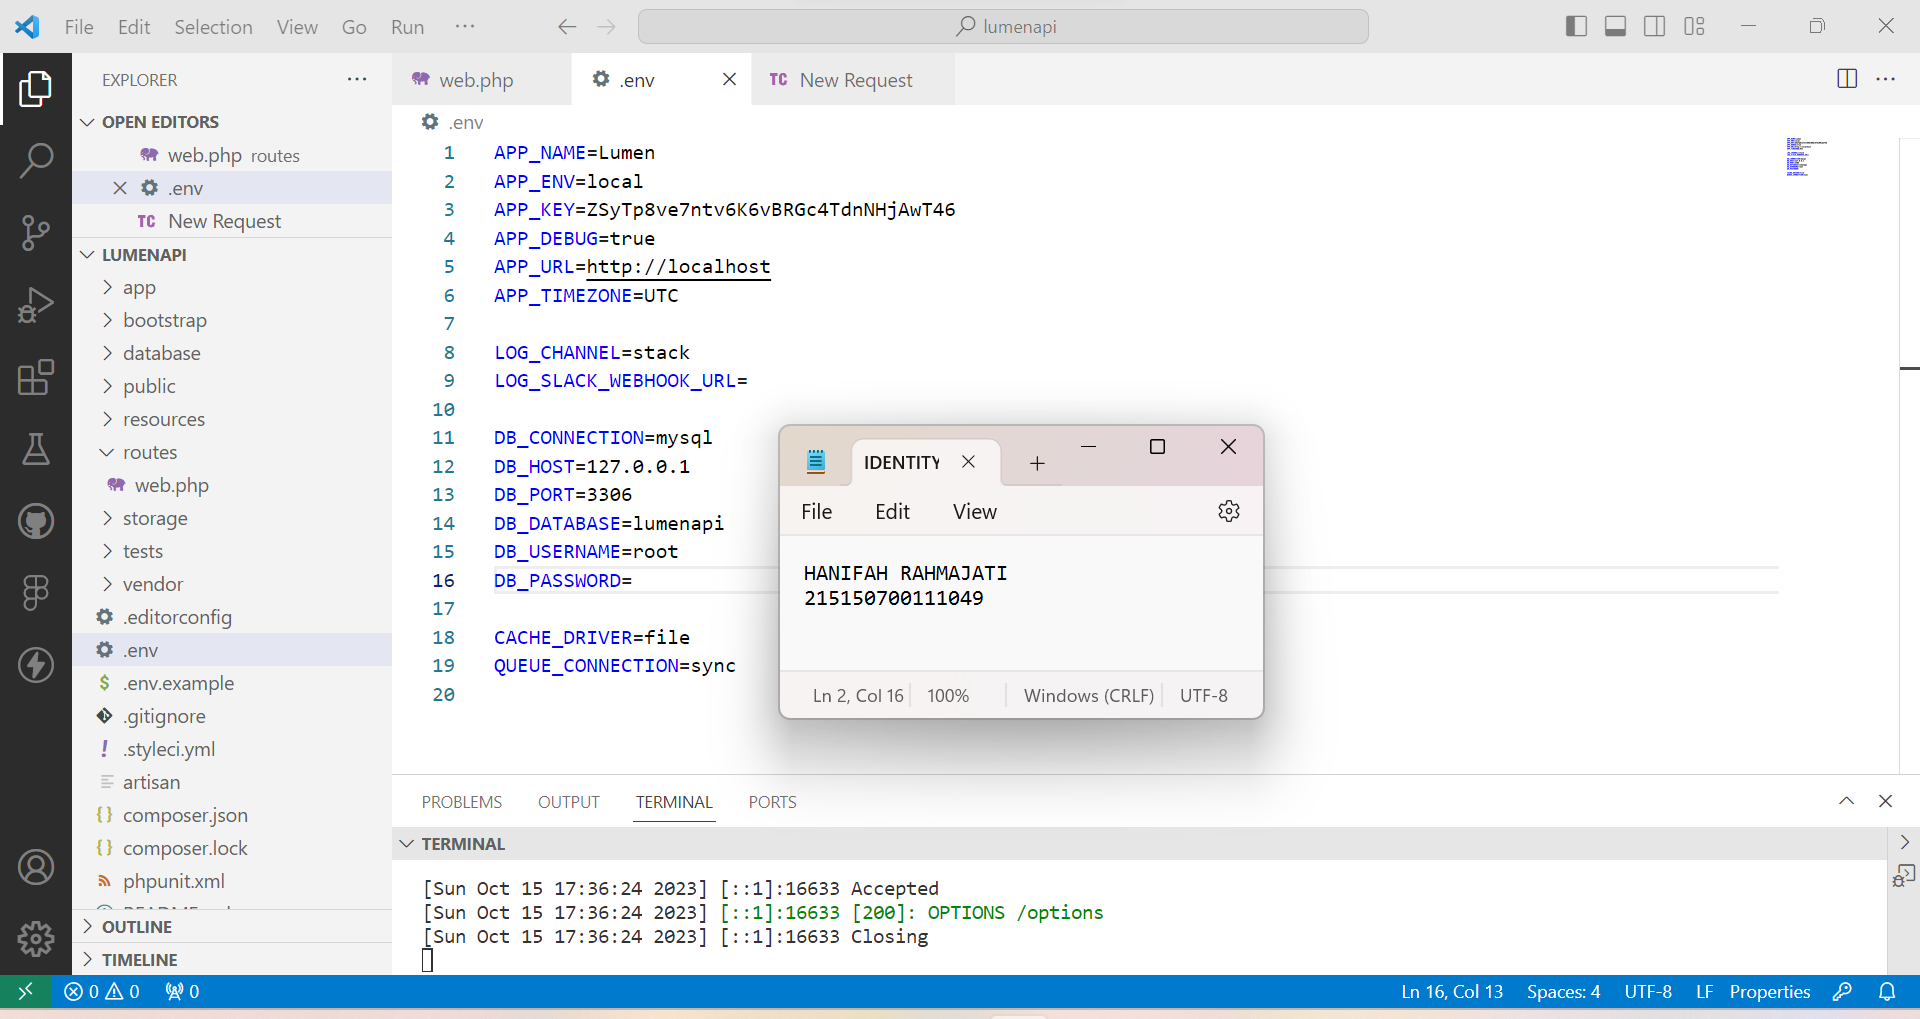 File Edit Selection View Go Run ···
lumenapi
EXPLORER ···
OPEN EDITORS
web.php routes
.env
TC New Request
LUMENAPI
app
bootstrap
database
public
resources
routes
web.php
storage
tests
vendor
.editorconfig
.env
$ .env.example
.gitignore
! .styleci.yml
artisan
{} composer.json
{} composer.lock
phpunit.xml
OUTLINE
TIMELINE
web.php
.env
TC New Request
.env
1 APP_NAME=Lumen
2 APP_ENV=local
3 APP_KEY=ZSyTp8ve7ntv6K6vBRGc4TdnNHjAwT46
4 APP_DEBUG=true
5 APP_URL=http://localhost
6 APP_TIMEZONE=UTC
7
8 LOG_CHANNEL=stack
9 LOG_SLACK_WEBHOOK_URL=
10
11 DB_CONNECTION=mysql
12 DB_HOST=127.0.0.1
13 DB_PORT=3306
14 DB_DATABASE=lumenapi
15 DB_USERNAME=root
16 DB_PASSWORD=
17
18 CACHE_DRIVER=file
19 QUEUE_CONNECTION=sync
20
IDENTITY
File Edit View
HANIFAH RAHMAJATI
215150700111049
Ln 2, Col 16 100% Windows (CRLF) UTF-8
PROBLEMS OUTPUT TERMINAL PORTS
TERMINAL
[Sun Oct 15 17:36:24 2023] [::1]:16633 Accepted
[Sun Oct 15 17:36:24 2023] [::1]:16633 [200]: OPTIONS /options
[Sun Oct 15 17:36:24 2023] [::1]:16633 Closing
0 0 0
Ln 16, Col 13 Spaces: 4 UTF-8 LF Properties